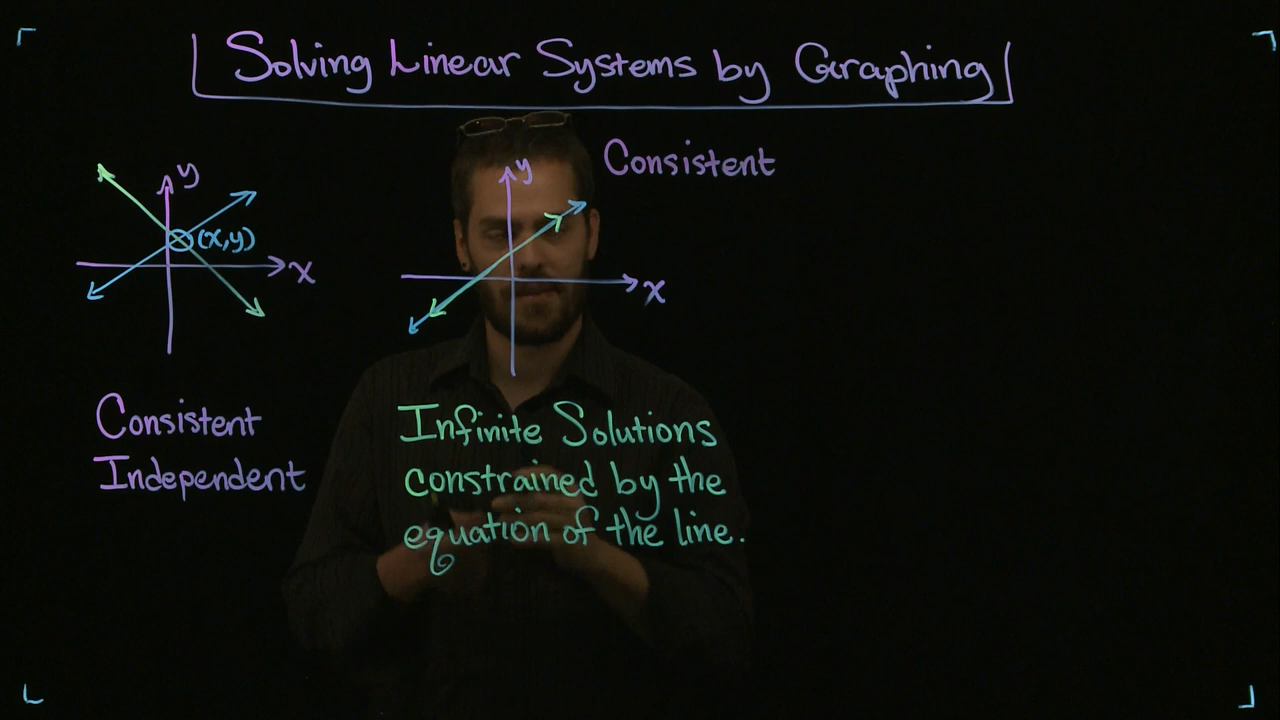 Solving Linear Systems by Graphing
y
(x,y)
x
Consistent
Independent
y
Consistent
x
Infinite Solutions
constrained by the
equation of the line.